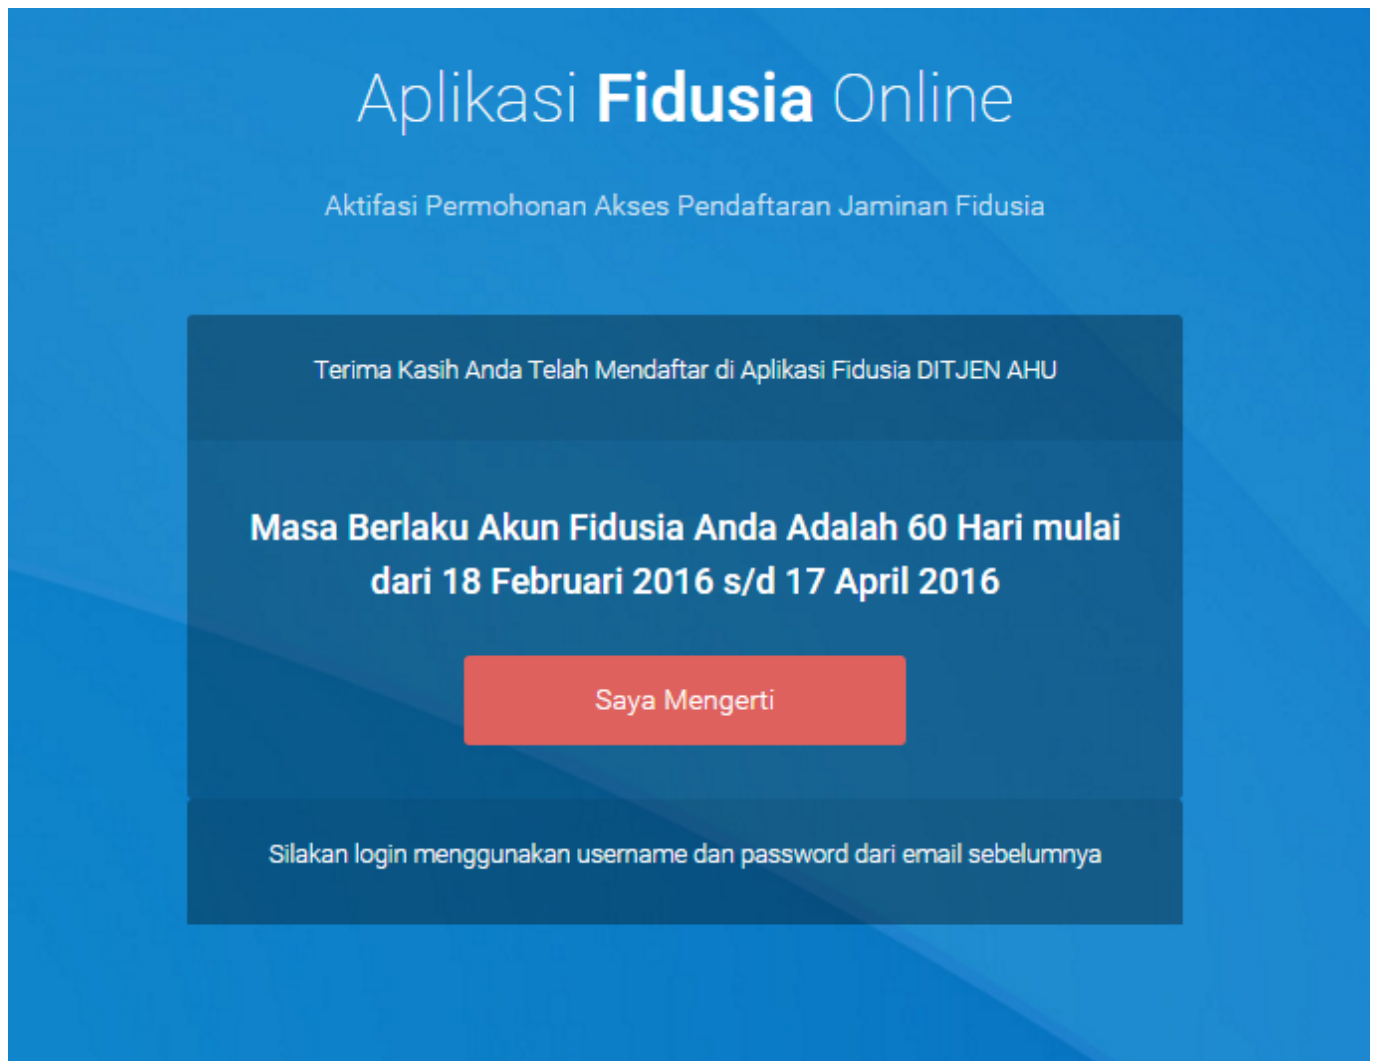 Aplikasi Fidusia Online
Aktifasi Permohonan Akses Pendaftaran Jaminan Fidusia
Terima Kasih Anda Telah Mendaftar di Aplikasi Fidusia DITJEN AHU
Masa Berlaku Akun Fidusia Anda Adalah 60 Hari mulai
dari 18 Februari 2016 s/d 17 April 2016
Saya Mengerti
Silakan login menggunakan username dan password dari email sebelumnya